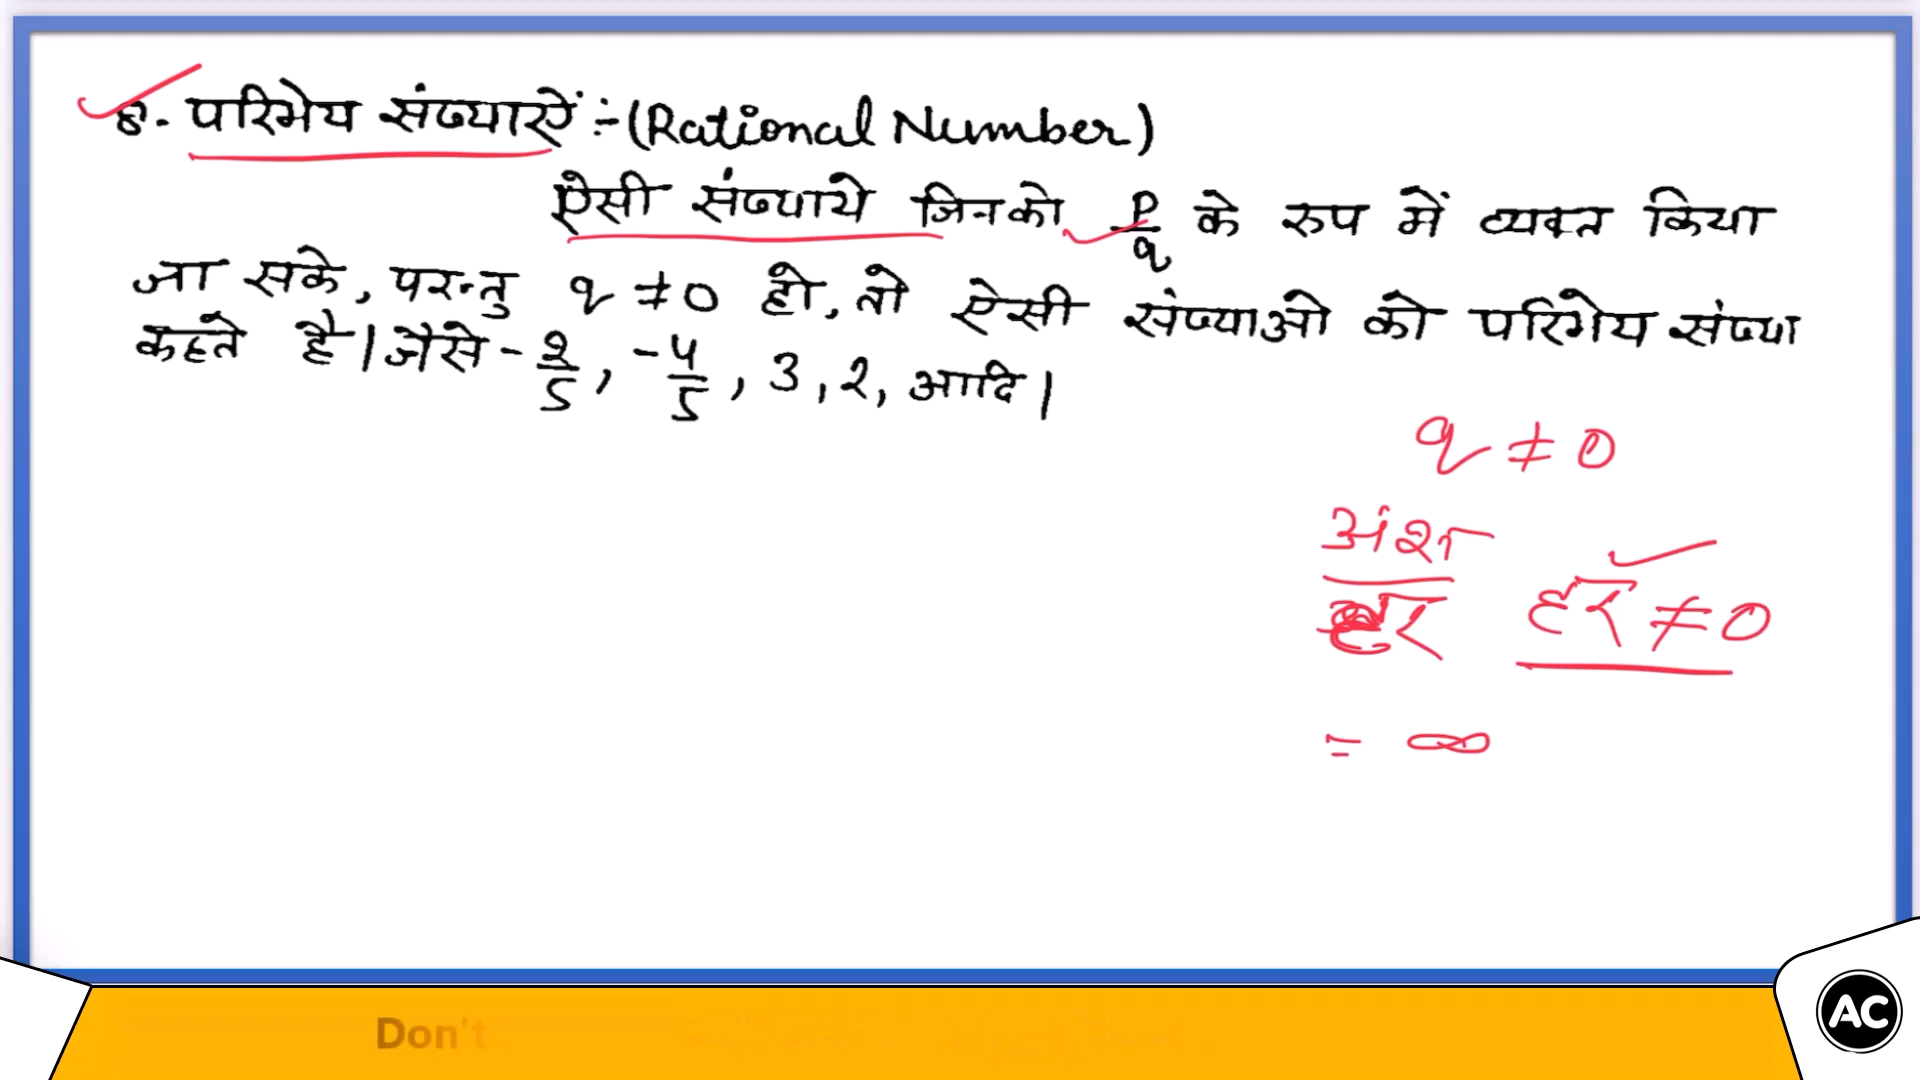 8. परिमेय संख्याऐं :- (Rational Number)
ऐसी संख्याये जिनको p/q के रुप में व्यक्त किया
जा सके, परन्तु q ≠ 0 हो, तो ऐसी संख्याओ को परिमेय संख्या
कहते है। जैसे - 2/5, -4/5, 3, 2, आदि।
q ≠ 0
अंश
हर हर ≠ 0
= ∞
Don't
AC